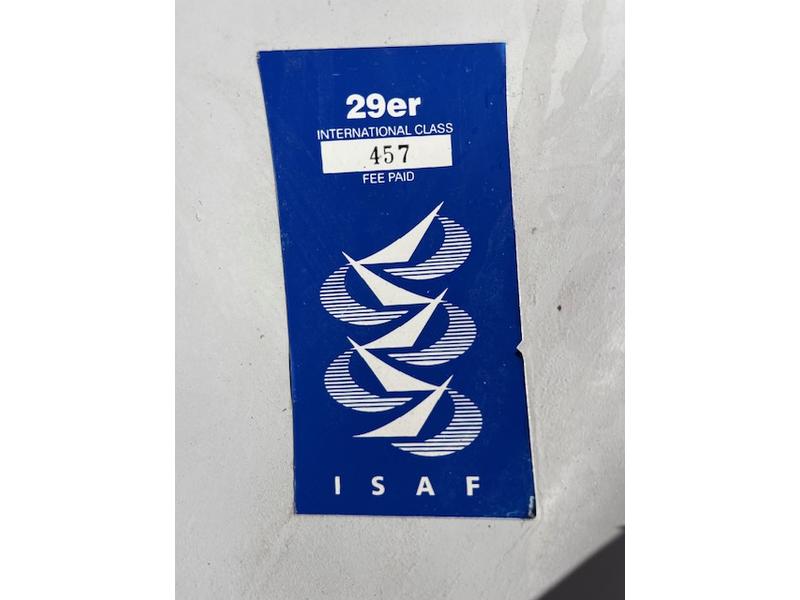 29er
INTERNATIONAL CLASS
457
FEE PAID
ISAF